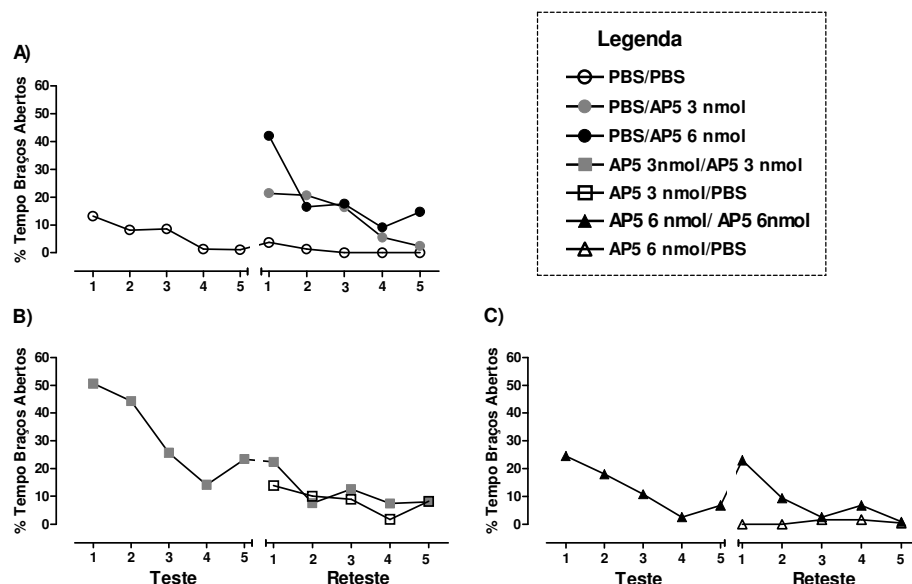 A)
% Tempo Braços Abertos
60
50
40
30
20
10
0
1 2 3 4 5 1 2 3 4 5
Legenda
PBS/PBS
PBS/AP5 3 nmol
PBS/AP5 6 nmol
AP5 3nmol/AP5 3 nmol
AP5 3 nmol/PBS
AP5 6 nmol/ AP5 6nmol
AP5 6 nmol/PBS
B)
% Tempo Braços Abertos
60
50
40
30
20
10
0
1 2 3 4 5 1 2 3 4 5
Teste Reteste
C)
% Tempo Braços Abertos
60
50
40
30
20
10
0
1 2 3 4 5 1 2 3 4 5
Teste Reteste